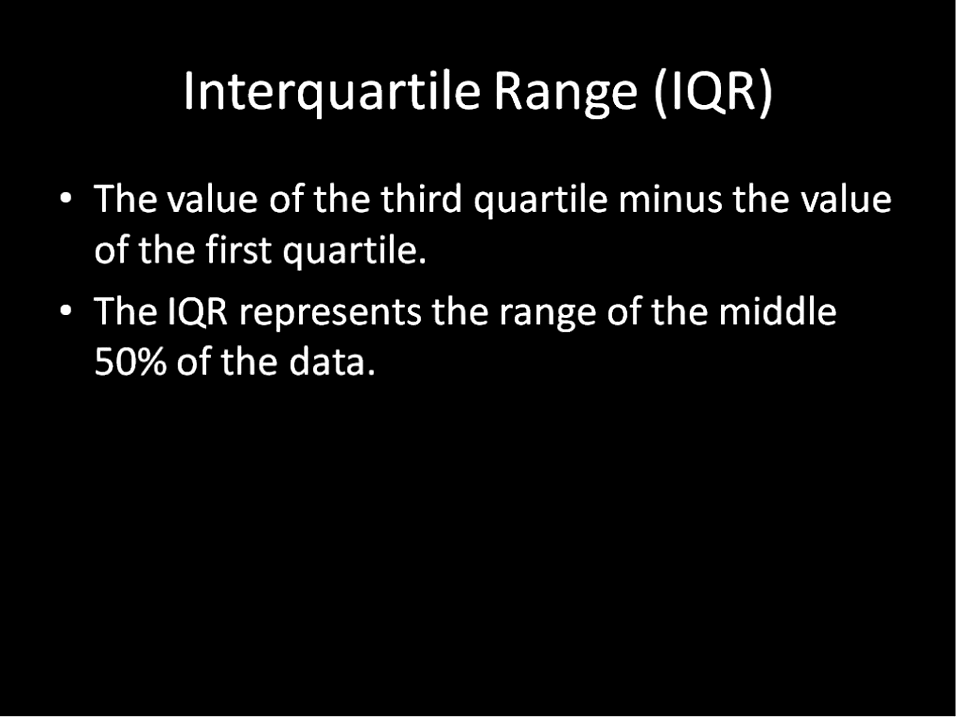 Interquartile Range (IQR)
• The value of the third quartile minus the value
of the first quartile.
• The IQR represents the range of the middle
50% of the data.